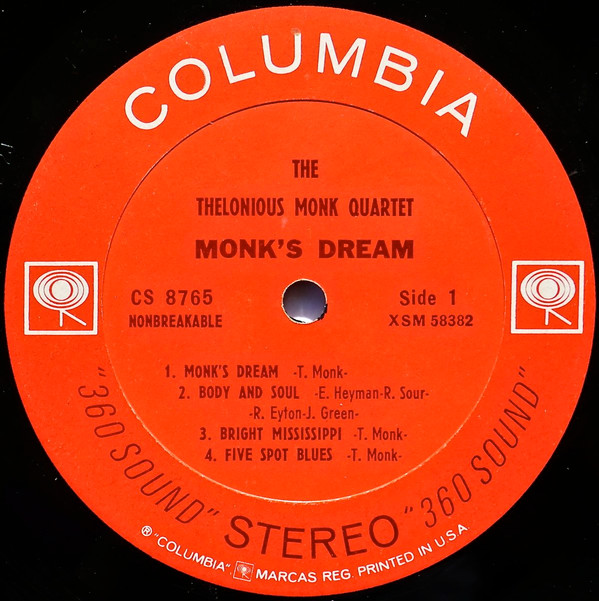 COLUMBIA
THE
THELONIOUS MONK QUARTET
MONK'S DREAM
CS 8765
NONBREAKABLE
Side 1
XSM 58382
1. MONK'S DREAM -T. Monk-
2. BODY AND SOUL -E. Heyman-R. Sour-
-R. Eyton-J. Green-
3. BRIGHT MISSISSIPPI -T. Monk-
4. FIVE SPOT BLUES -T. Monk-
"360 SOUND" STEREO "360 SOUND"
® "COLUMBIA" MARCAS REG. PRINTED IN U.S.A.